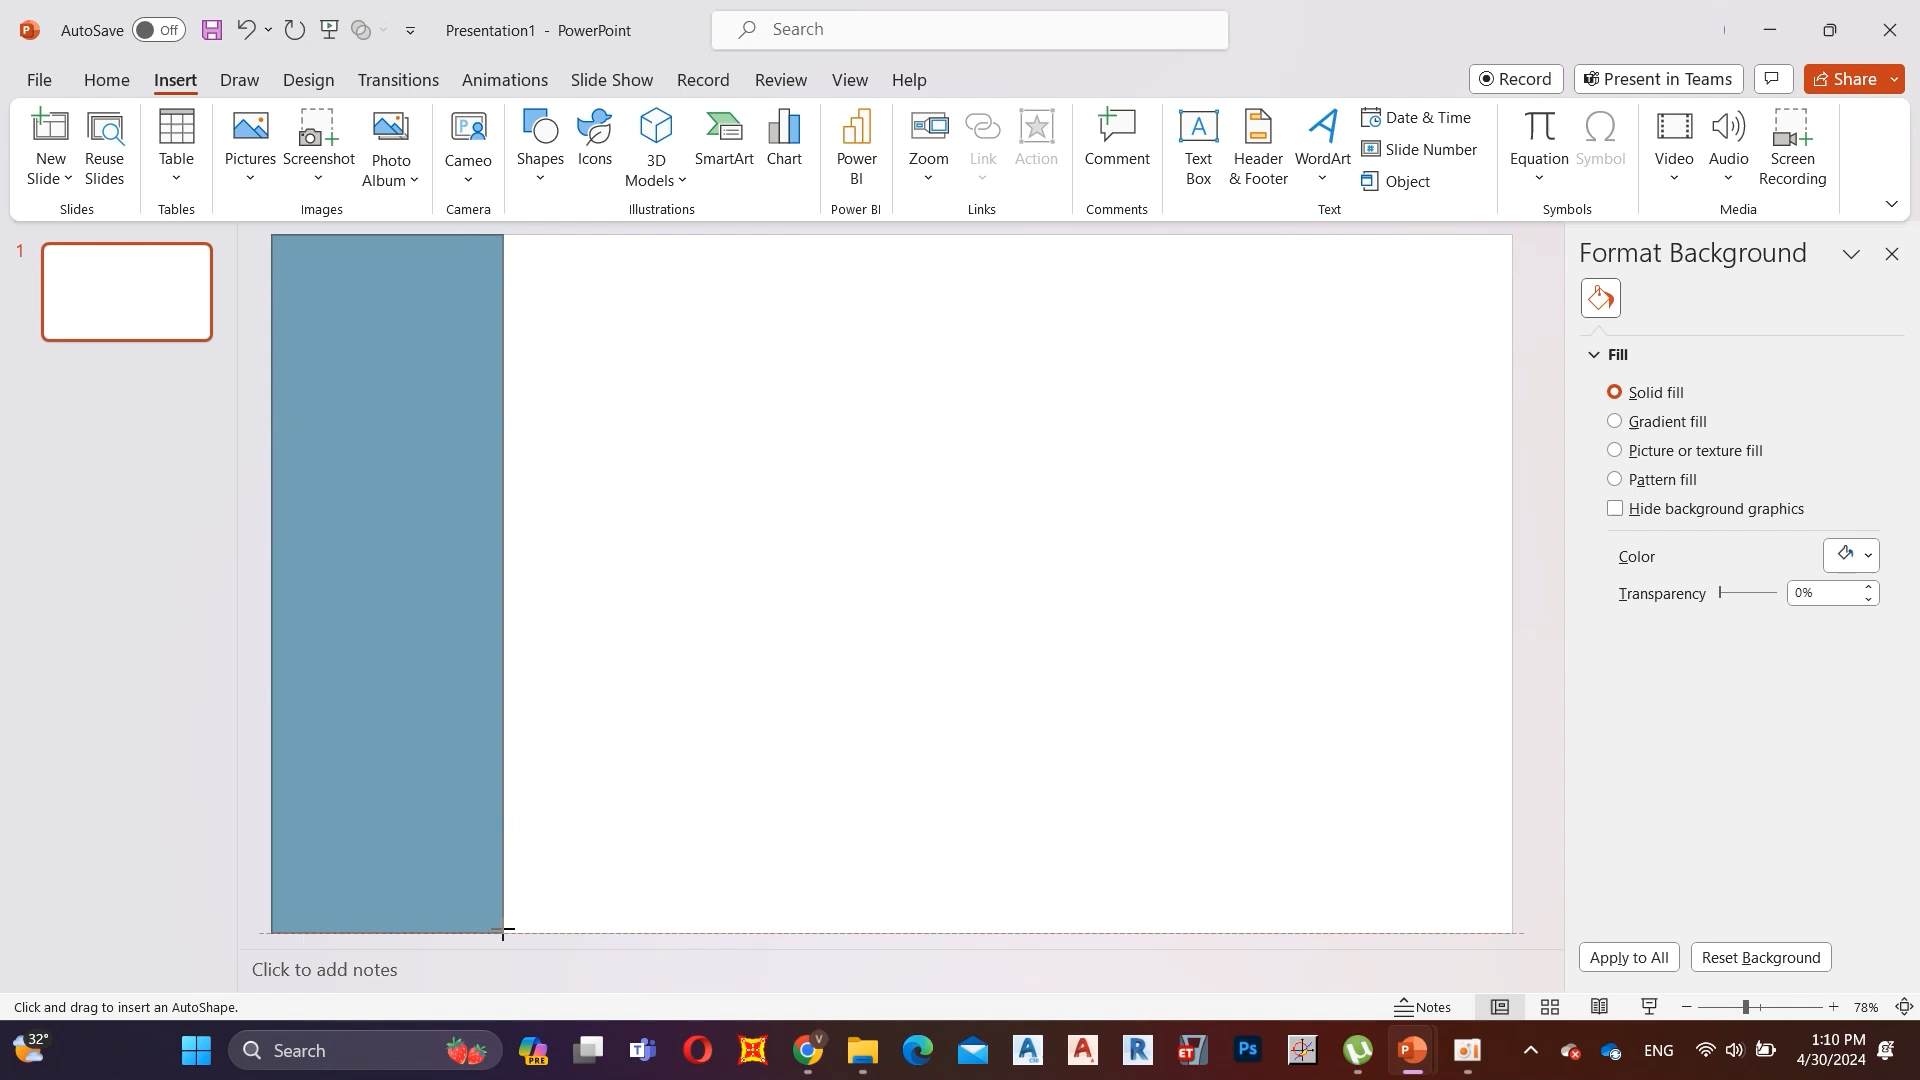 AutoSave Off Presentation1 - PowerPoint Search
File Home Insert Draw Design Transitions Animations Slide Show Record Review View Help Record Present in Teams Share
New Slide Reuse Slides Table Pictures Screenshot Photo Album Cameo Shapes Icons 3D Models SmartArt Chart Power BI Zoom Link Action Comment Text Box Header & Footer WordArt Date & Time Slide Number Object Equation Symbol Video Audio Screen Recording
Slides Tables Images Camera Illustrations Power BI Links Comments Text Symbols Media
1
Format Background
Fill
Solid fill
Gradient fill
Picture or texture fill
Pattern fill
Hide background graphics
Color
Transparency 0%
Apply to All Reset Background
Click to add notes
Click and drag to insert an AutoShape. Notes 78%
32° Search PRE V A A R ET Ps P ENG 1:10 PM
4/30/2024